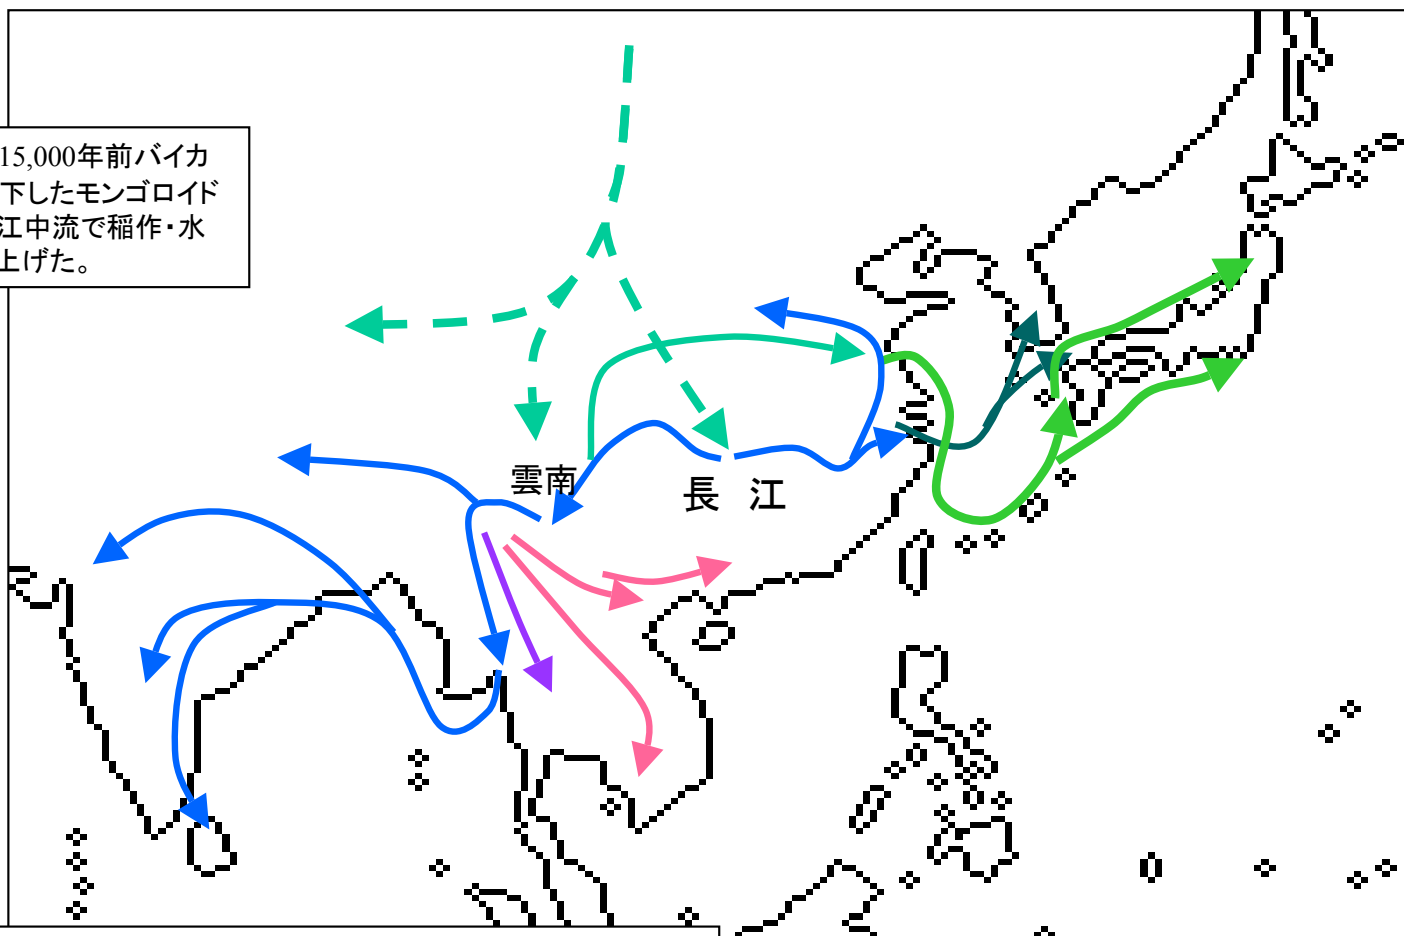 15,000年前バイカ
下したモンゴロイド
江中流で稲作・水
上げた。
雲南
長 江